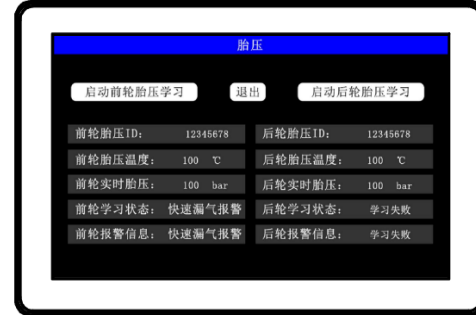 胎压
启动前轮胎压学习 退出 启动后轮胎压学习
前轮胎压ID: 12345678 后轮胎压ID: 12345678
前轮胎压温度: 100 ℃ 后轮胎压温度: 100 ℃
前轮实时胎压: 100 bar 后轮实时胎压: 100 bar
前轮学习状态: 快速漏气报警 后轮学习状态: 学习失败
前轮报警信息: 快速漏气报警 后轮报警信息: 学习失败